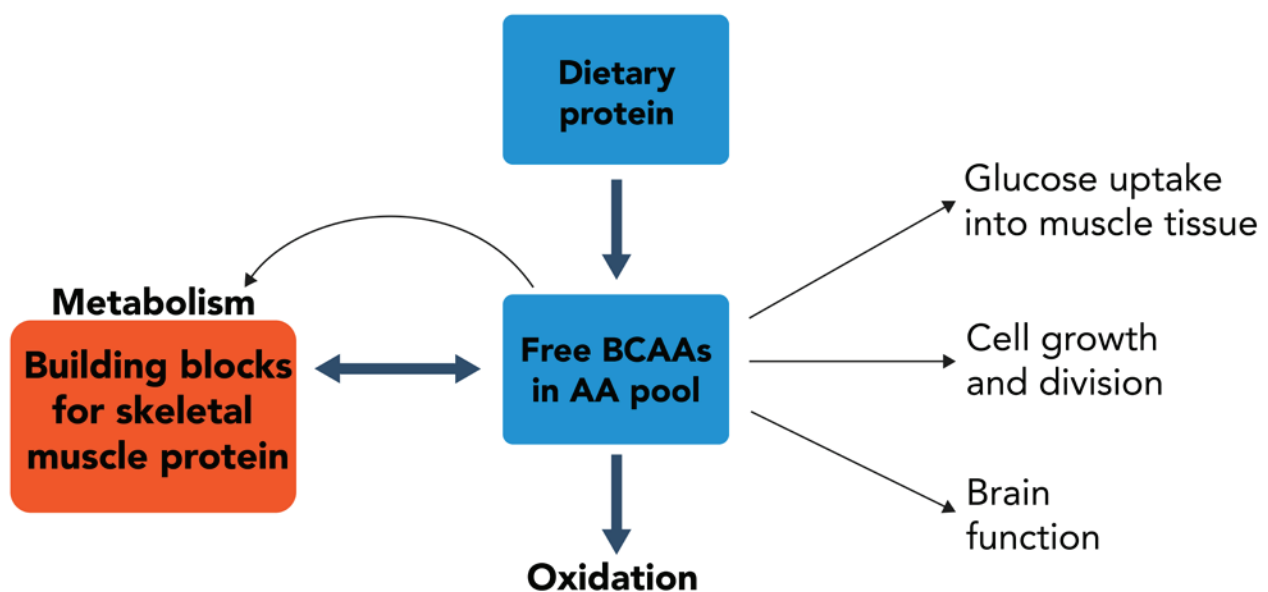 Dietary
protein
Glucose uptake
into muscle tissue
Metabolism
Building blocks
for skeletal
muscle protein
Free BCAAs
in AA pool
Cell growth
and division
Brain
function
Oxidation